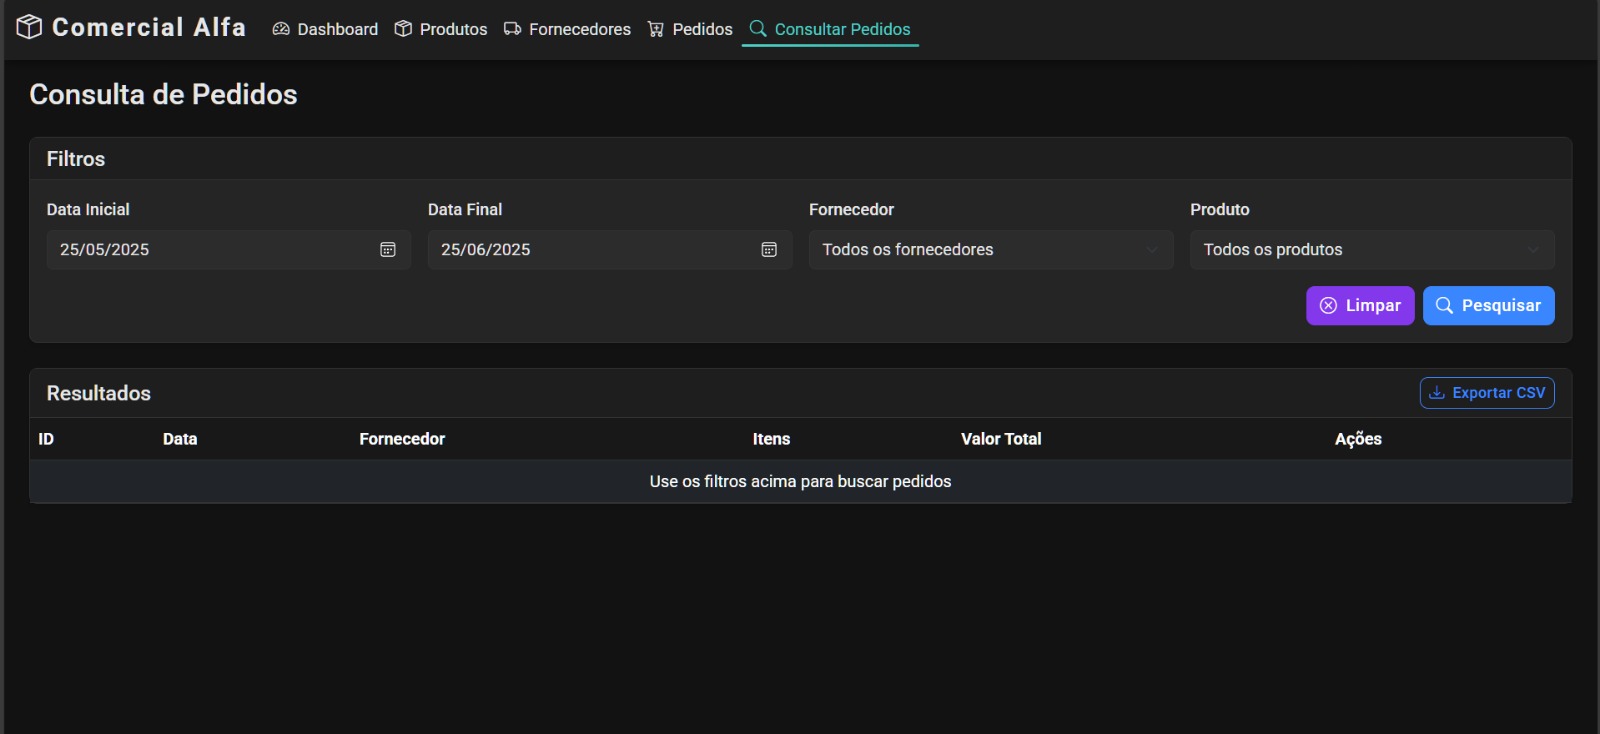 Comercial Alfa Dashboard Produtos Fornecedores Pedidos Consultar Pedidos
Consulta de Pedidos
Filtros
Data Inicial Data Final Fornecedor Produto
25/05/2025 25/06/2025 Todos os fornecedores Todos os produtos
Limpar Pesquisar
Resultados Exportar CSV
ID Data Fornecedor Itens Valor Total Ações
Use os filtros acima para buscar pedidos